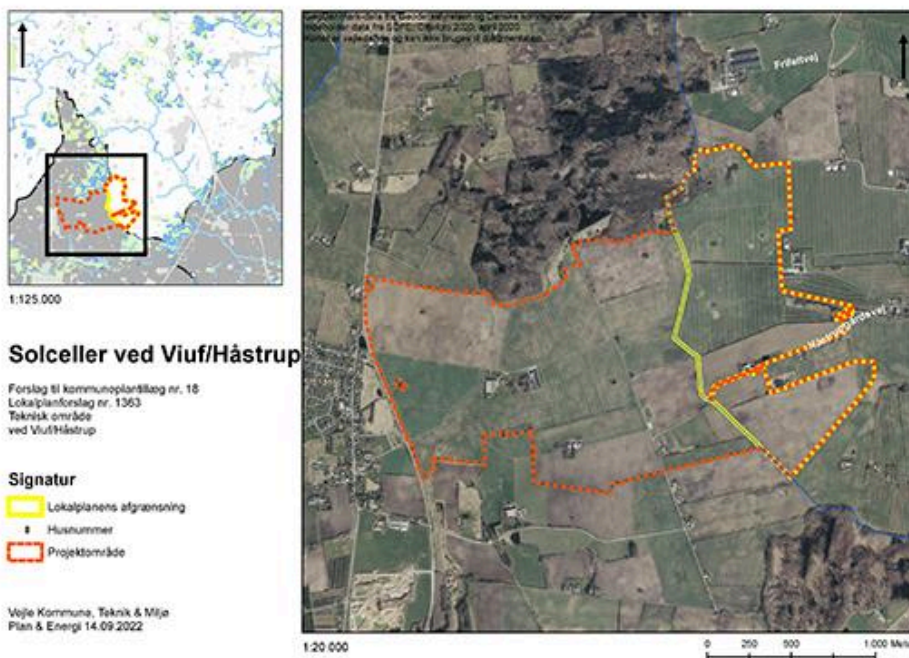 1:125.000
Solceller ved Viuf/Håstrup
Forslag til kommuneplantillæg nr. 18
Lokalplanforslag nr. 1363
Teknisk område
ved Viuf/Håstrup
Signatur
Lokalplanens afgrænsning
Husnummer
Projektområde
Vejle Kommune, Teknik & Miljø
Plan & Energi 14.09.2022
Frifeltvej
1:20 000
0 250 500 1.000